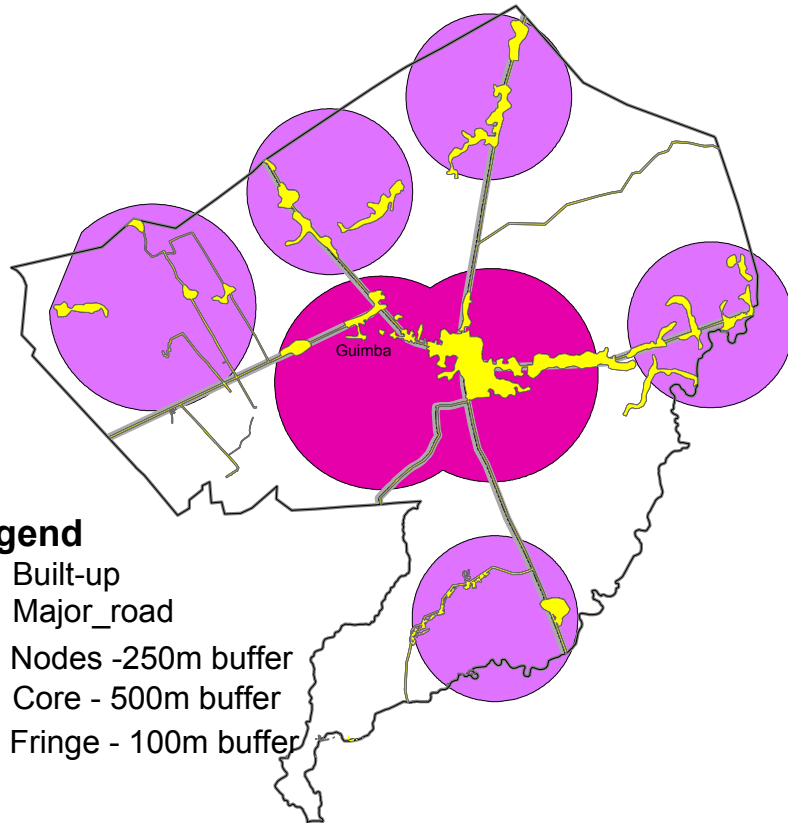 Guimba
gend
Built-up
Major_road
Nodes -250m buffer
Core - 500m buffer
Fringe - 100m buffer